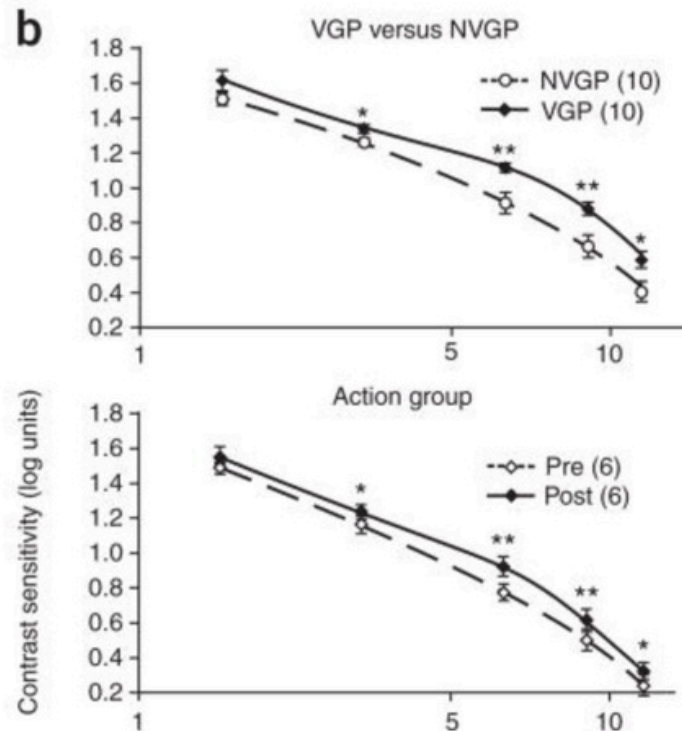 b
VGP versus NVGP
1.8
1.6
1.4
1.2
1.0
0.8
0.6
0.4
0.2
NVGP (10)
VGP (10)
*
**
**
*
1 5 10
Action group
Contrast sensitivity (log units)
1.8
1.6
1.4
1.2
1.0
0.8
0.6
0.4
0.2
Pre (6)
Post (6)
*
**
**
*
1 5 10